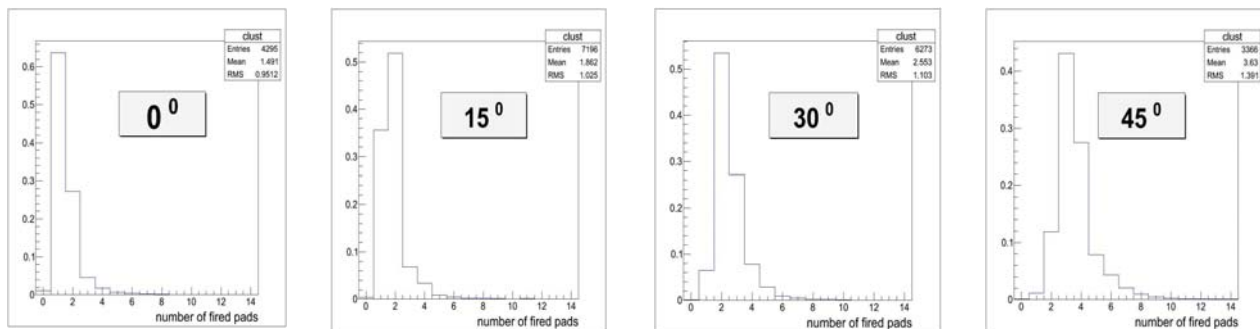 clust
Entries 4295
Mean 1.491
RMS 0.9512
0⁰
0.6
0.5
0.4
0.3
0.2
0.1
0
0 2 4 6 8 10 12 14
number of fired pads
clust
Entries 7196
Mean 1.862
RMS 1.025
15⁰
0.5
0.4
0.3
0.2
0.1
0
0 2 4 6 8 10 12 14
number of fired pads
clust
Entries 6273
Mean 2.553
RMS 1.103
30⁰
0.5
0.4
0.3
0.2
0.1
0
0 2 4 6 8 10 12 14
number of fired pads
clust
Entries 3366
Mean 3.63
RMS 1.391
45⁰
0.4
0.3
0.2
0.1
0
0 2 4 6 8 10 12 14
number of fired pads